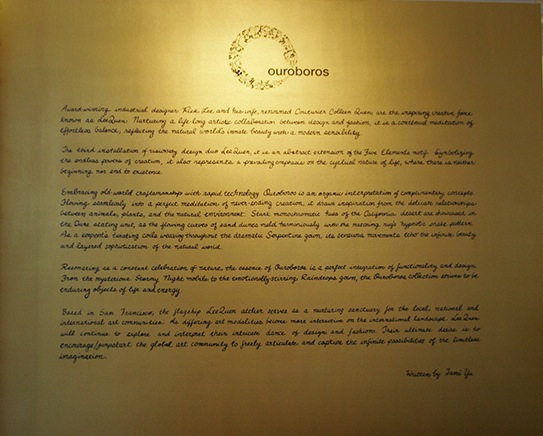 ouroboros
Award-winning industrial designer Rick Lee, and his wife, renowned Couturier Colleen Quen, are the inspiring creative force
known as LeeQuen. Nurturing a life-long artistic collaboration between design and fashion, it is a continual meditation of
effortless balance, reflecting the natural world's innate beauty with a modern sensibility.
The third installation of visionary design duo LeeQuen, it is an abstract extension of the Five Elements motif. Symbolizing
the endless powers of creation, it also represents a prevailing emphasis on the cyclical nature of life, where there is neither
beginning nor end to existence.
Embracing old-world craftsmanship with rapid technology Ouroboros is an organic interpretation of complimentary concepts.
Flowing seamlessly into a perfect meditation of never-ending creation, it draws inspiration from the delicate relationships
between animals, plants, and the natural environment. Stark monochromatic hues of the California desert are showcased in
the Dune seating unit, as the flowing curves of sand dunes meld harmoniously with the matching rug's hypnotic snake pattern.
As a serpent's twisting coils weaving throughout the dramatic Serpentine gown, its sensuous movements echo the infinite beauty
and layered sophistication of the natural world.
Resonating as a constant celebration of nature, the essence of Ouroboros is a perfect integration of functionality and design.
From the mysterious Stormy Night mobile to the emotionally stirring Raindrops gown, the Ouroboros collection strives to be
enduring objects of life and energy.
Based in San Francisco, the flagship LeeQuen atelier serves as a nurturing sanctuary for the local, national and
international art communities. As differing art modalities become more interactive on the international landscape, LeeQuen
will continue to explore and interpret their intricate dance of design and fashion. Their ultimate desire is to
encourage/jumpstart the global art community to freely articulate and capture the infinite possibilities of the limitless
imagination.
Written by Tami Yu